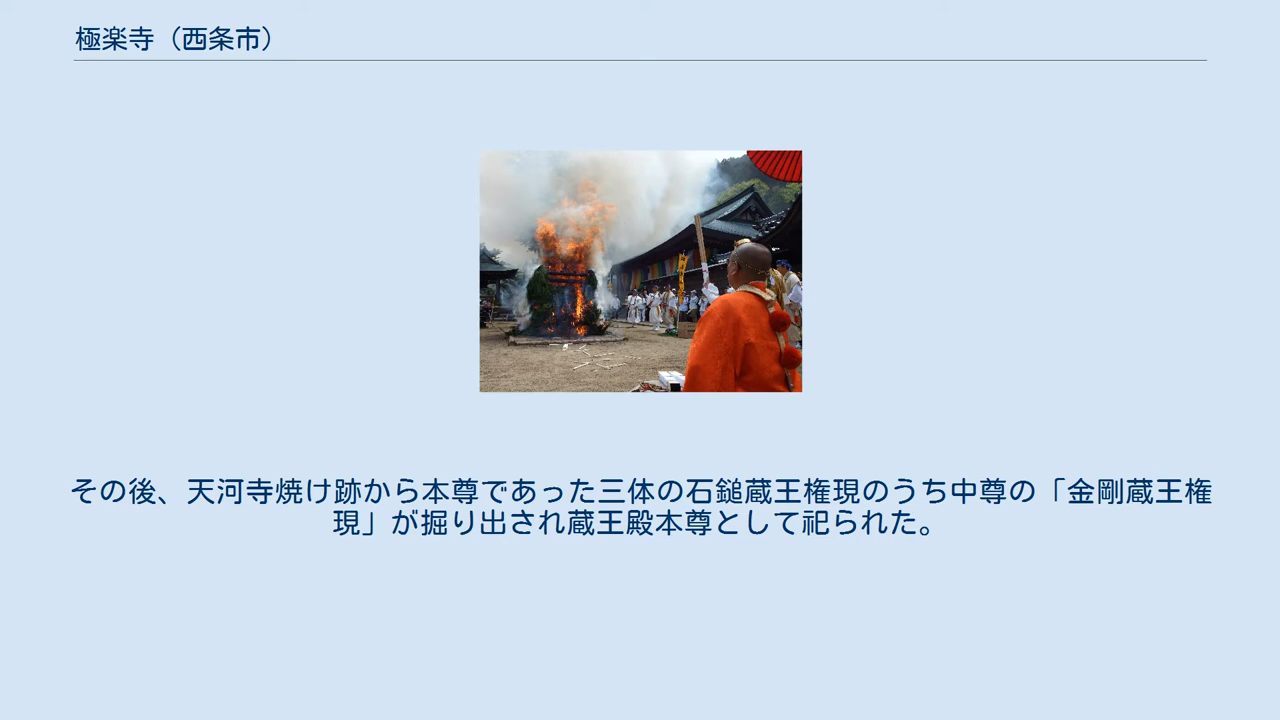 極楽寺（西条市）
その後、天河寺焼け跡から本尊であった三体の石鎚蔵王権現のうち中尊の「金剛蔵王権
現」が掘り出され蔵王殿本尊として祀られた。